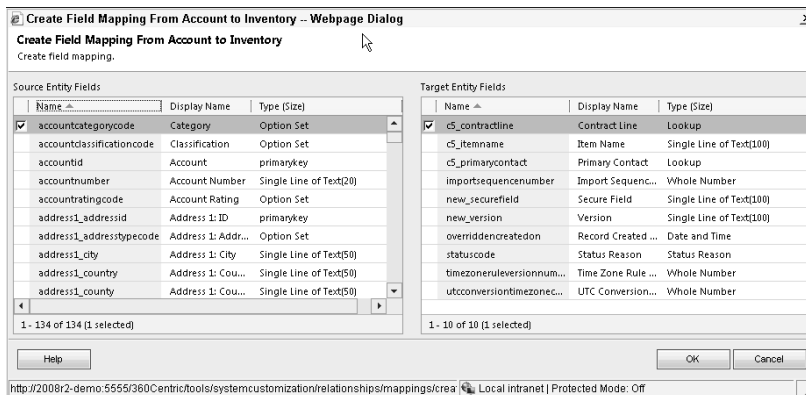 Create Field Mapping From Account to Inventory -- Webpage Dialog
Create Field Mapping From Account to Inventory
Create field mapping.
Source Entity Fields
Name Display Name Type (Size)
accountcategorycode Category Option Set
accountclassificationcode Classification Option Set
accountid Account primarykey
accountnumber Account Number Single Line of Text(20)
accountratingcode Account Rating Option Set
address1_addressid Address 1: ID primarykey
address1_addresstypecode Address 1: Addr... Option Set
address1_city Address 1: City Single Line of Text(50)
address1_country Address 1: Cou... Single Line of Text(50)
address1_county Address 1: Cou... Single Line of Text(50)
1 - 134 of 134 (1 selected)
Target Entity Fields
Name Display Name Type (Size)
c5_contractline Contract Line Lookup
c5_itemname Item Name Single Line of Text(100)
c5_primarycontact Primary Contact Lookup
importsequencenumber Import Sequenc... Whole Number
new_securefield Secure Field Single Line of Text(100)
new_version Version Single Line of Text(100)
overriddencreatedon Record Created ... Date and Time
statuscode Status Reason Status Reason
timezoneruleversionnum... Time Zone Rule ... Whole Number
utcconversiontimezonec... UTC Conversion... Whole Number
1 - 10 of 10 (1 selected)
Help OK Cancel
http://2008r2-demo:5555/360Centric/tools/systemcustomization/relationships/mappings/crea Local intranet | Protected Mode: Off